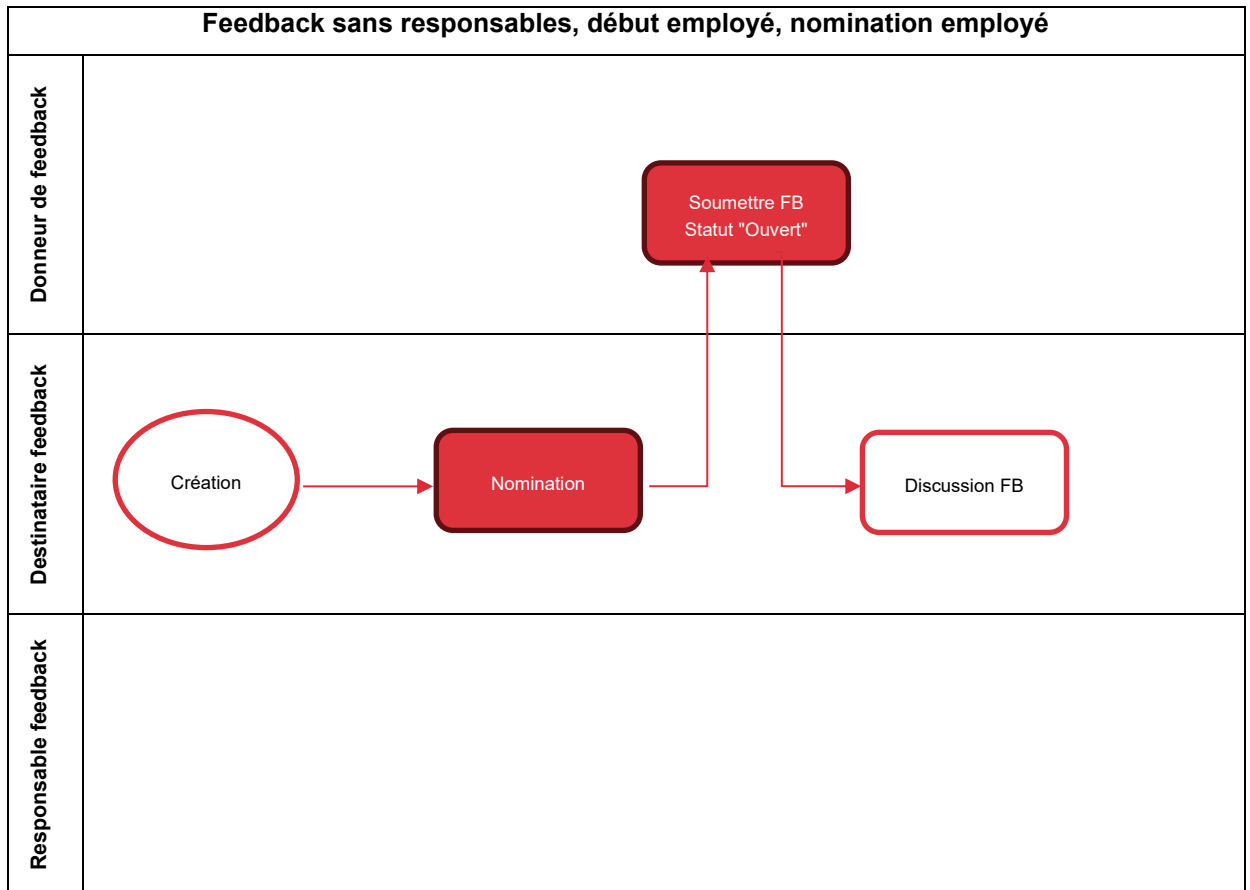 Feedback sans responsables, début employé, nomination employé
Donneur de feedback
Soumettre FB
Statut "Ouvert"
Destinataire feedback
Création
Nomination
Discussion FB
Responsable feedback